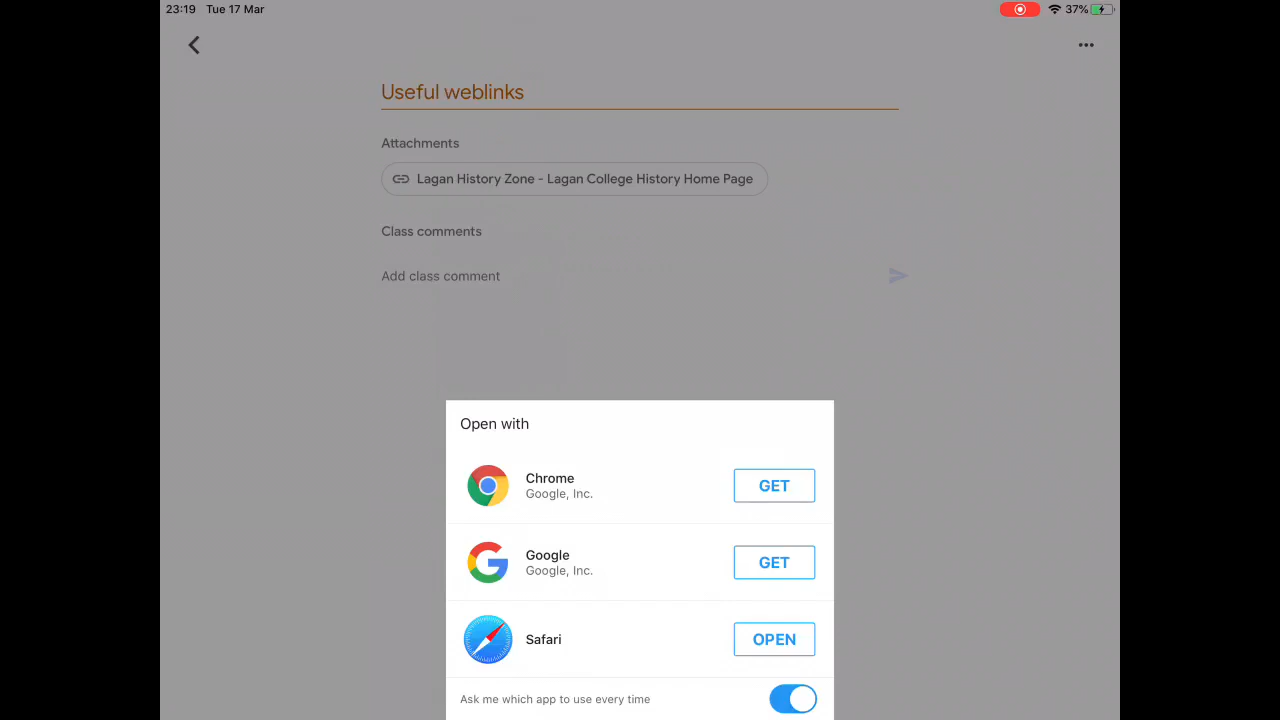 23:19 Tue 17 Mar
37%
Useful weblinks
Attachments
Lagan History Zone - Lagan College History Home Page
Class comments
Add class comment
Open with
Chrome
Google, Inc.
GET
Google
Google, Inc.
GET
Safari
OPEN
Ask me which app to use every time